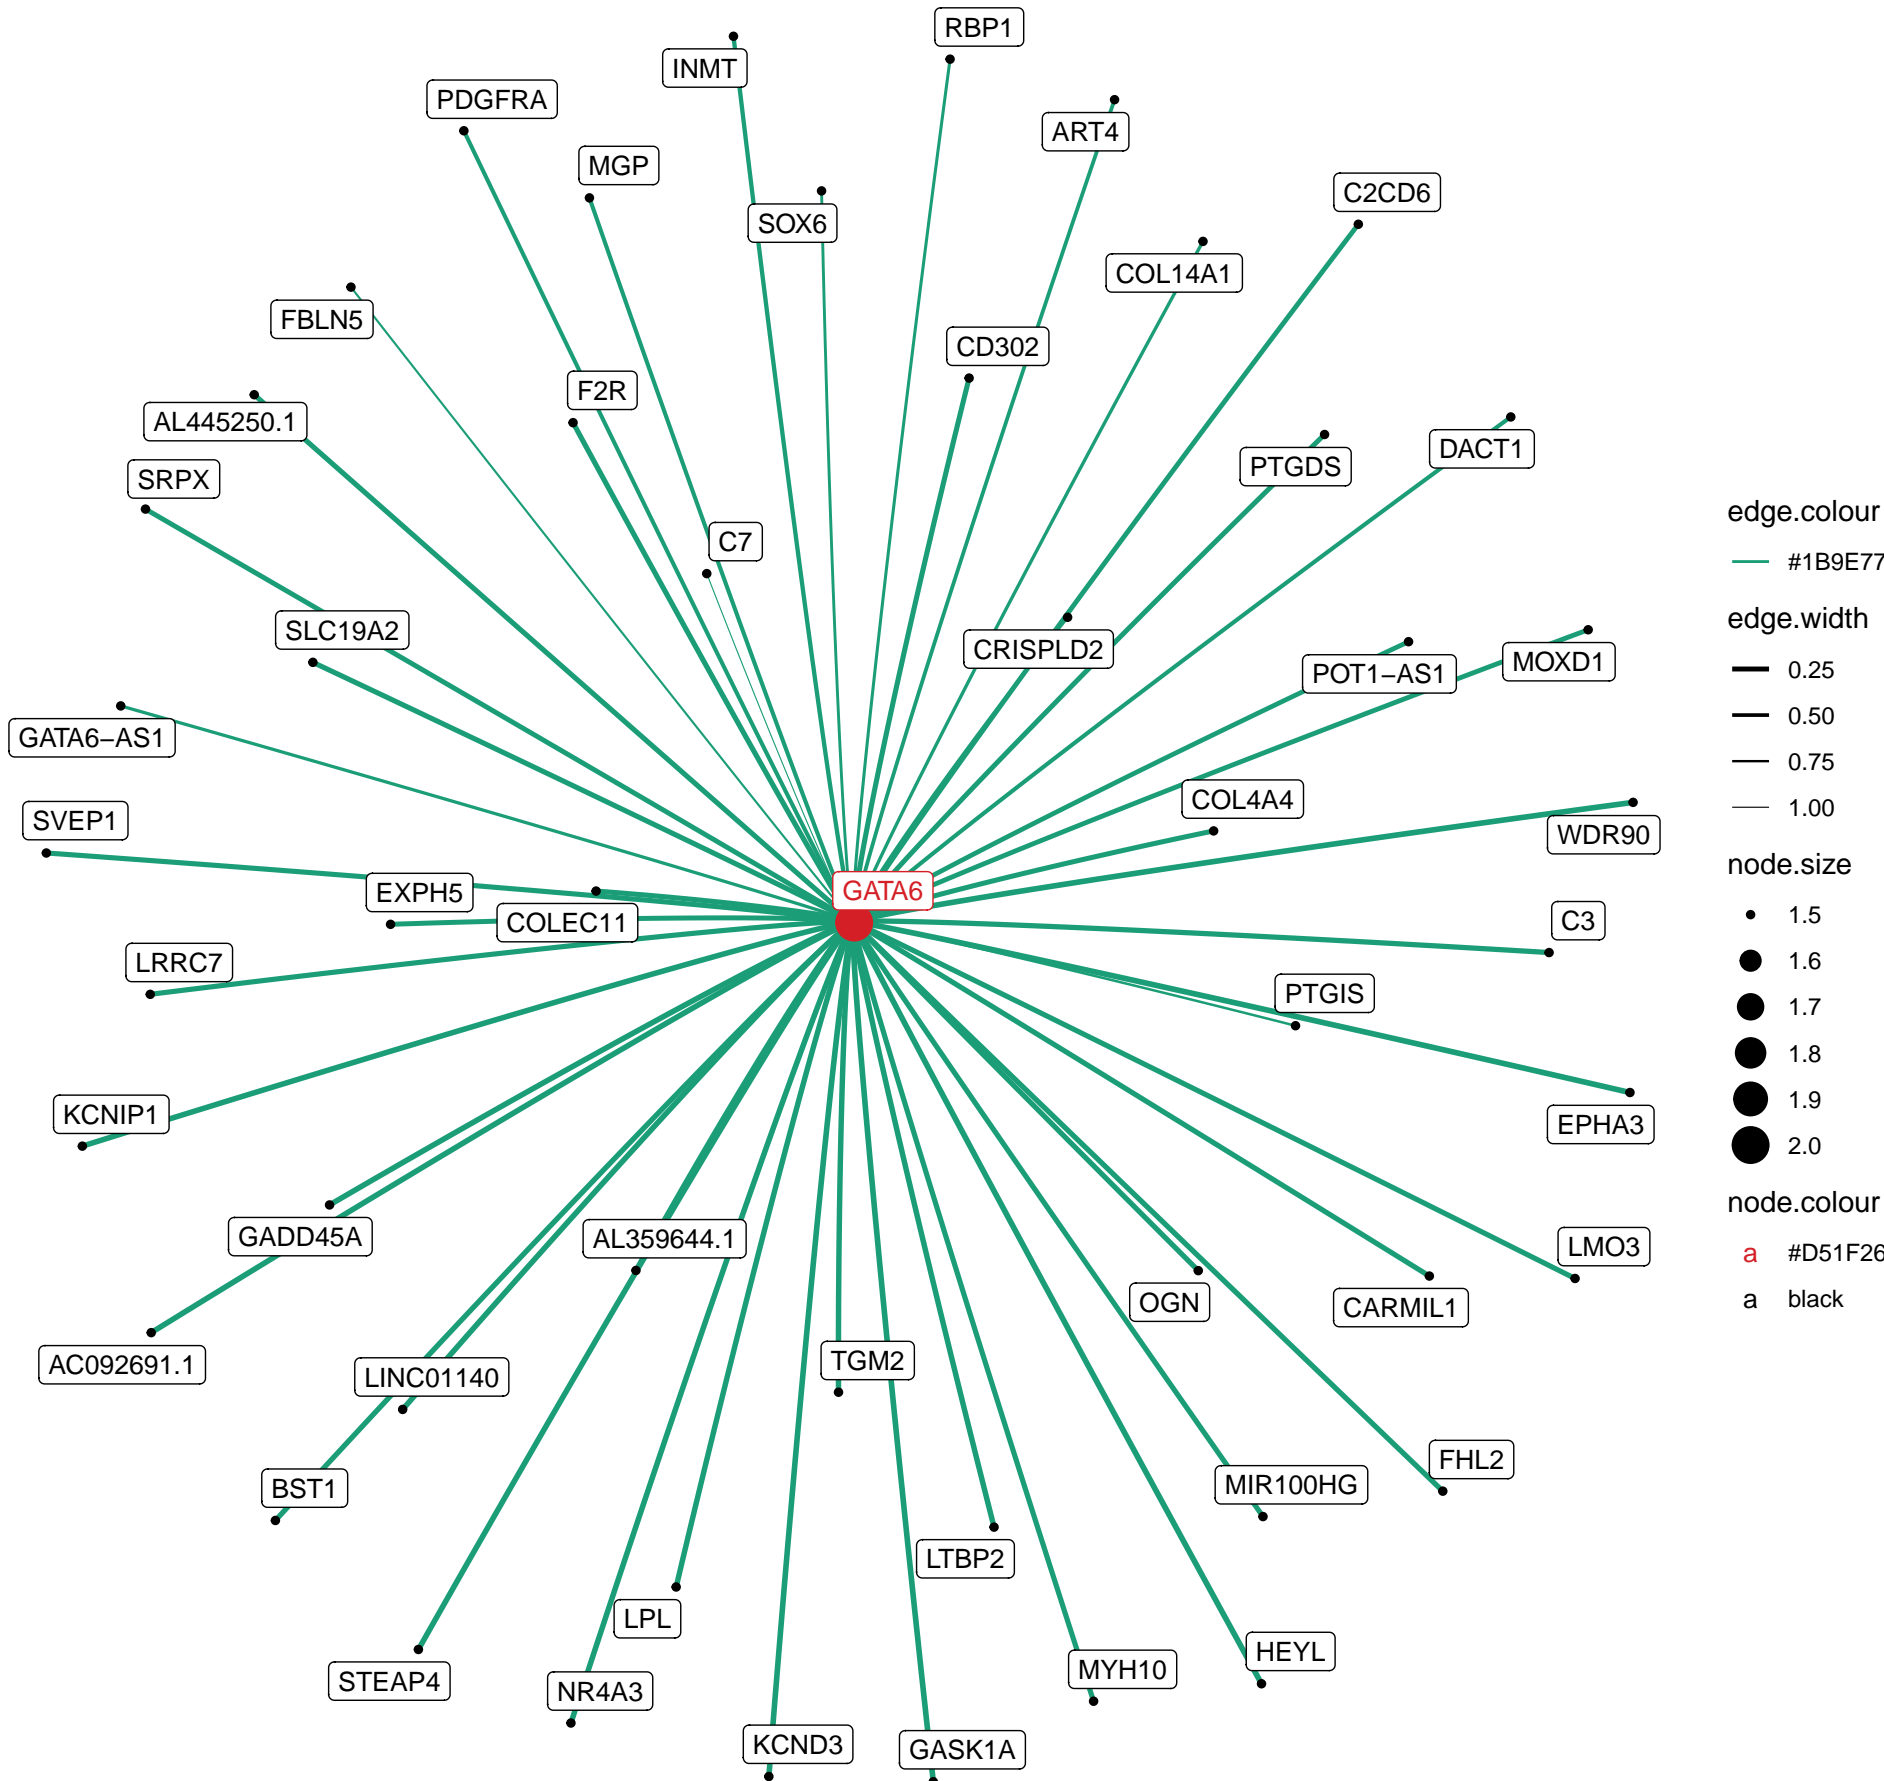 RBP1
INMT
PDGFRA
ART4
MGP
C2CD6
SOX6
COL14A1
FBLN5
CD302
F2R
AL445250.1
DACT1
PTGDS
SRPX
C7
SLC19A2
CRISPLD2
MOXD1
POT1−AS1
GATA6−AS1
COL4A4
SVEP1
WDR90
EXPH5
GATA6
COLEC11
C3
LRRC7
PTGIS
KCNIP1
EPHA3
GADD45A
AL359644.1
LMO3
OGN
CARMIL1
AC092691.1
TGM2
LINC01140
FHL2
MIR100HG
BST1
LTBP2
LPL
HEYL
MYH10
STEAP4
NR4A3
KCND3
GASK1A
edge.colour
#1B9E77
edge.width
0.25
0.50
0.75
1.00
node.size
1.5
1.6
1.7
1.8
1.9
2.0
node.colour
a #D51F26
a black